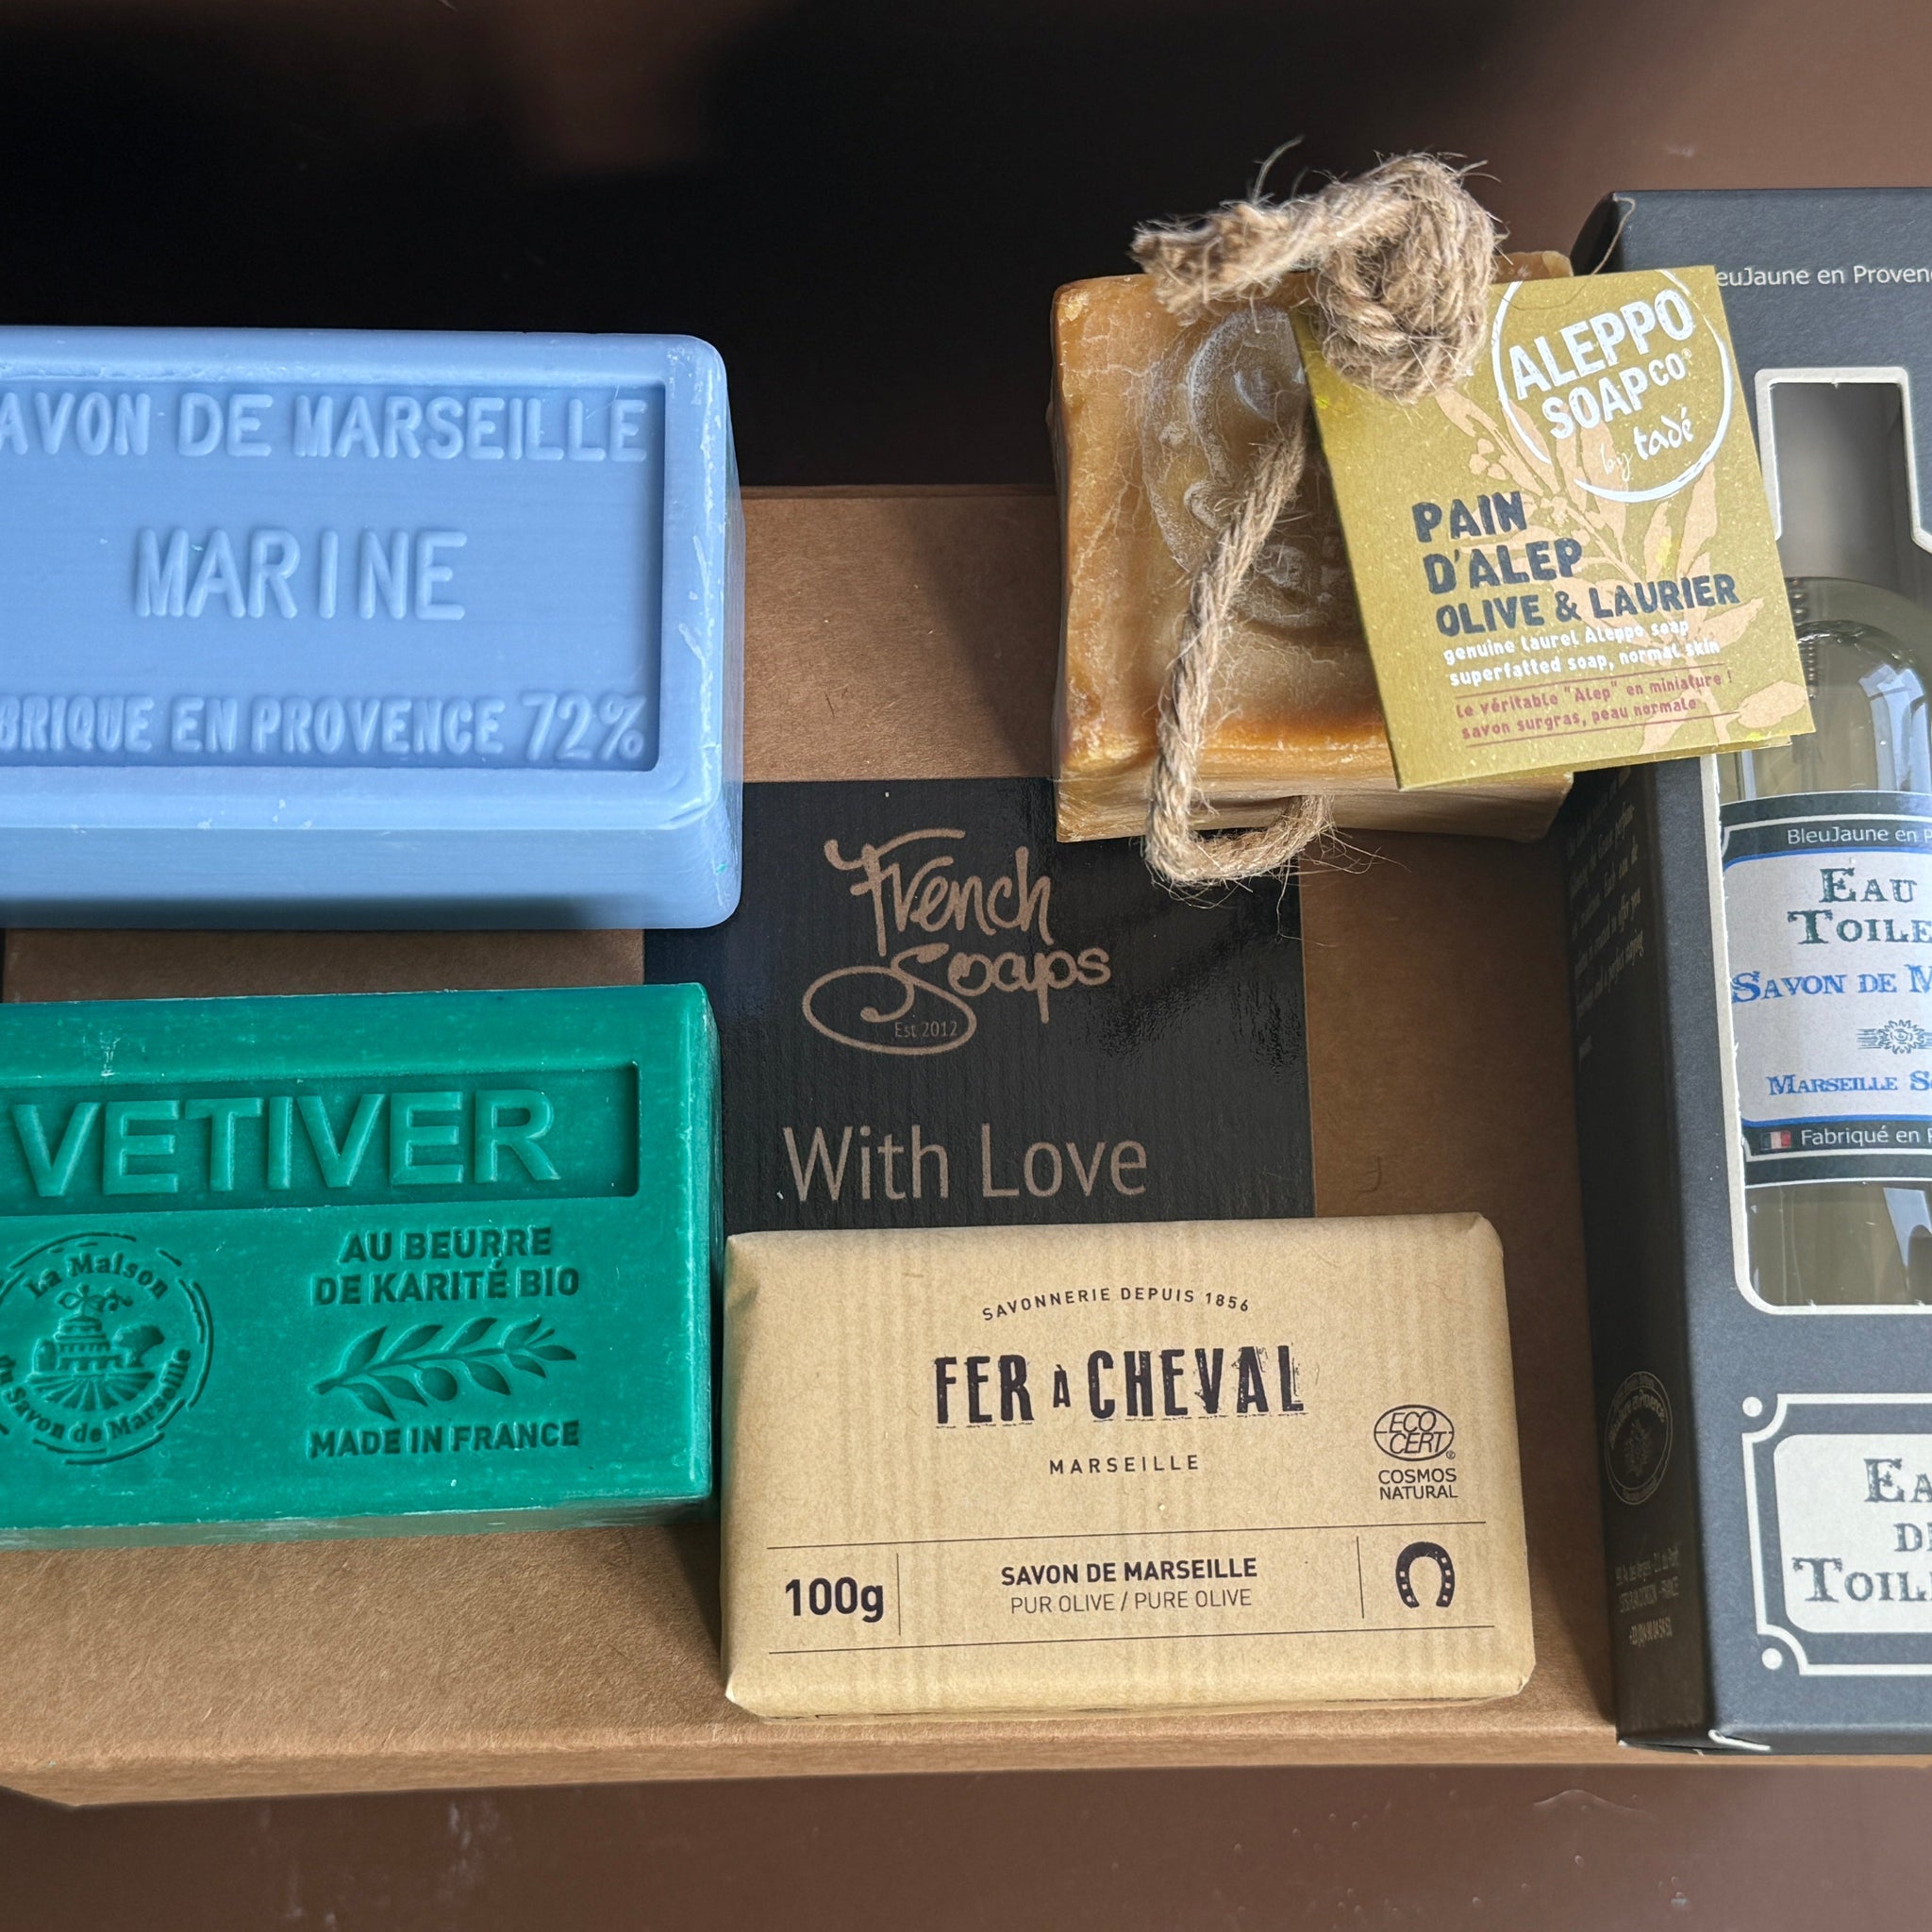 AVON DE MARSEILLE
MARINE
BRIQUE EN PROVENCE 72%
VETIVER
AU BEURRE
DE KARITÉ BIO
La Maison
du Savon de Marseille
MADE IN FRANCE
French
Soaps
Est 2012
With Love
ALEPPO
SOAP CO®
by tadé
PAIN
D'ALEP
OLIVE & LAURIER
genuine laurel Aleppo soap
superfatted soap, normal skin
Le véritable "Alep" en miniature !
savon surgras, peau normale
SAVONNERIE DEPUIS 1856
FER À CHEVAL
MARSEILLE
ECO
CERT®
COSMOS
NATURAL
100g
SAVON DE MARSEILLE
PUR OLIVE / PURE OLIVE
euJaune en Proven
BleuJaune en P
EAU
TOILE
SAVON DE M
MARSEILLE S
Fabriqué en
EA
D
TOIL